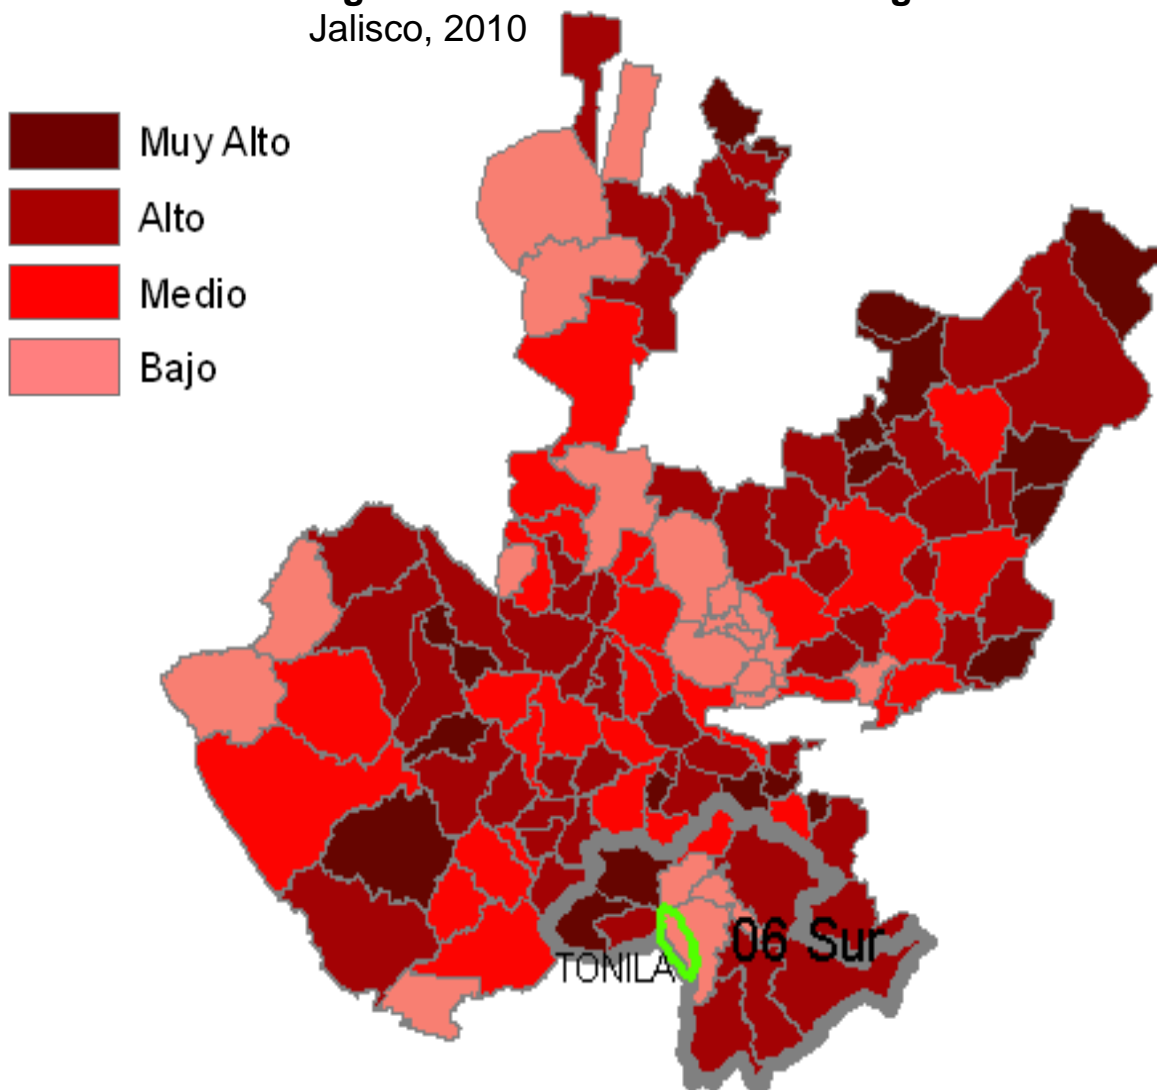 Jalisco, 2010
Muy Alto
Alto
Medio
Bajo
06 Sur
TONILA